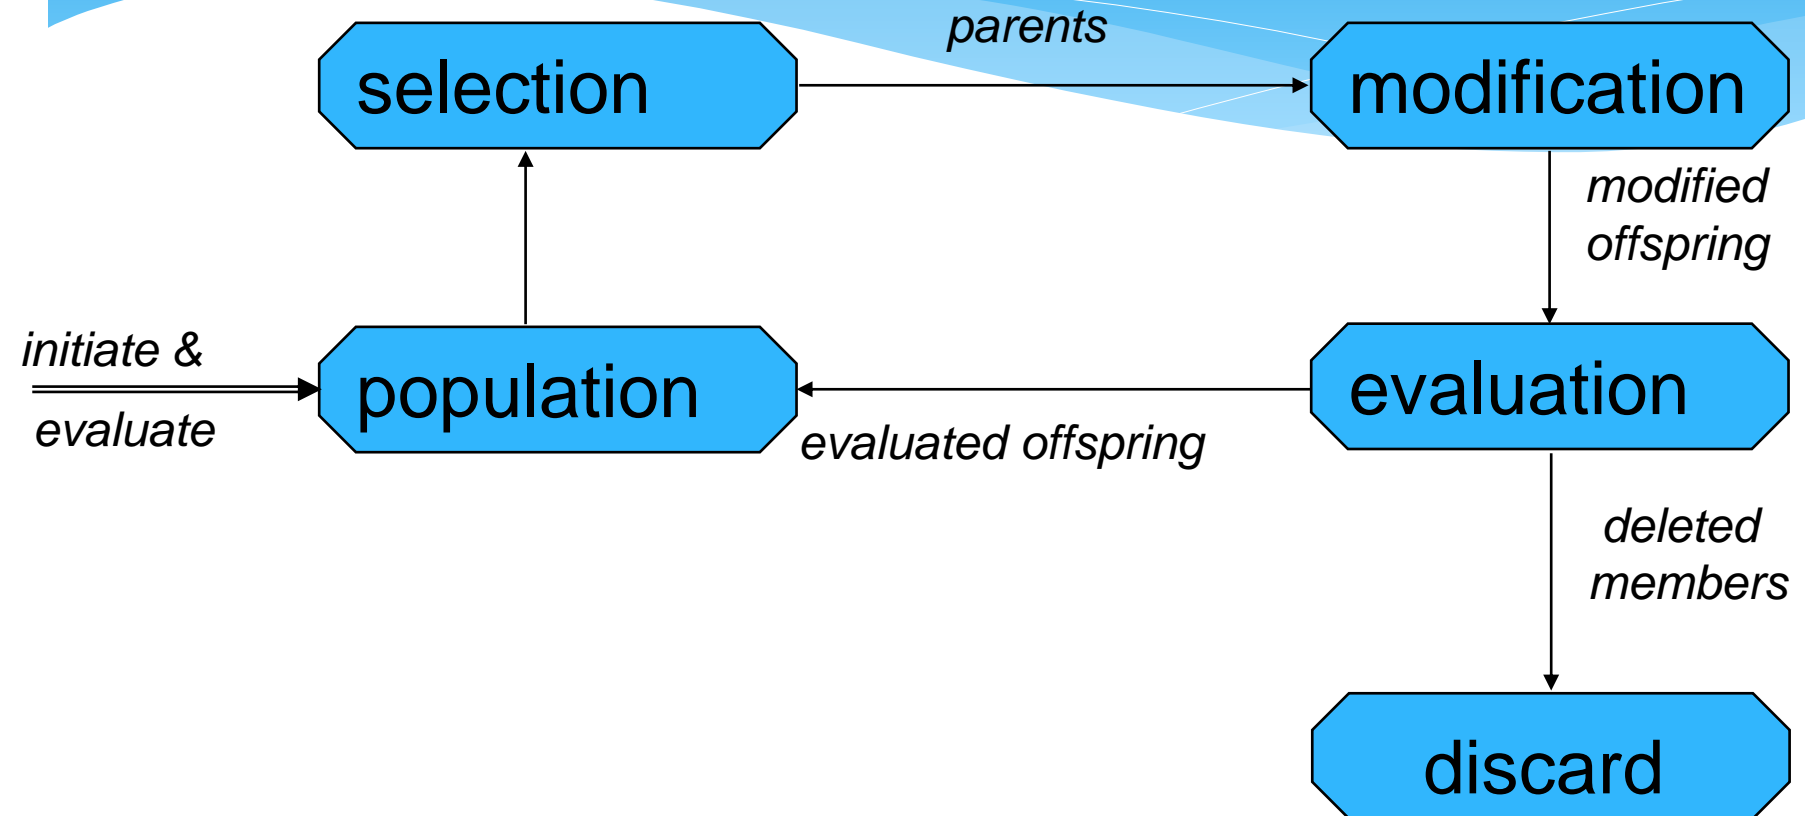 parents
selection
modification
modified
offspring
initiate &
evaluate
population
evaluated offspring
evaluation
deleted
members
discard